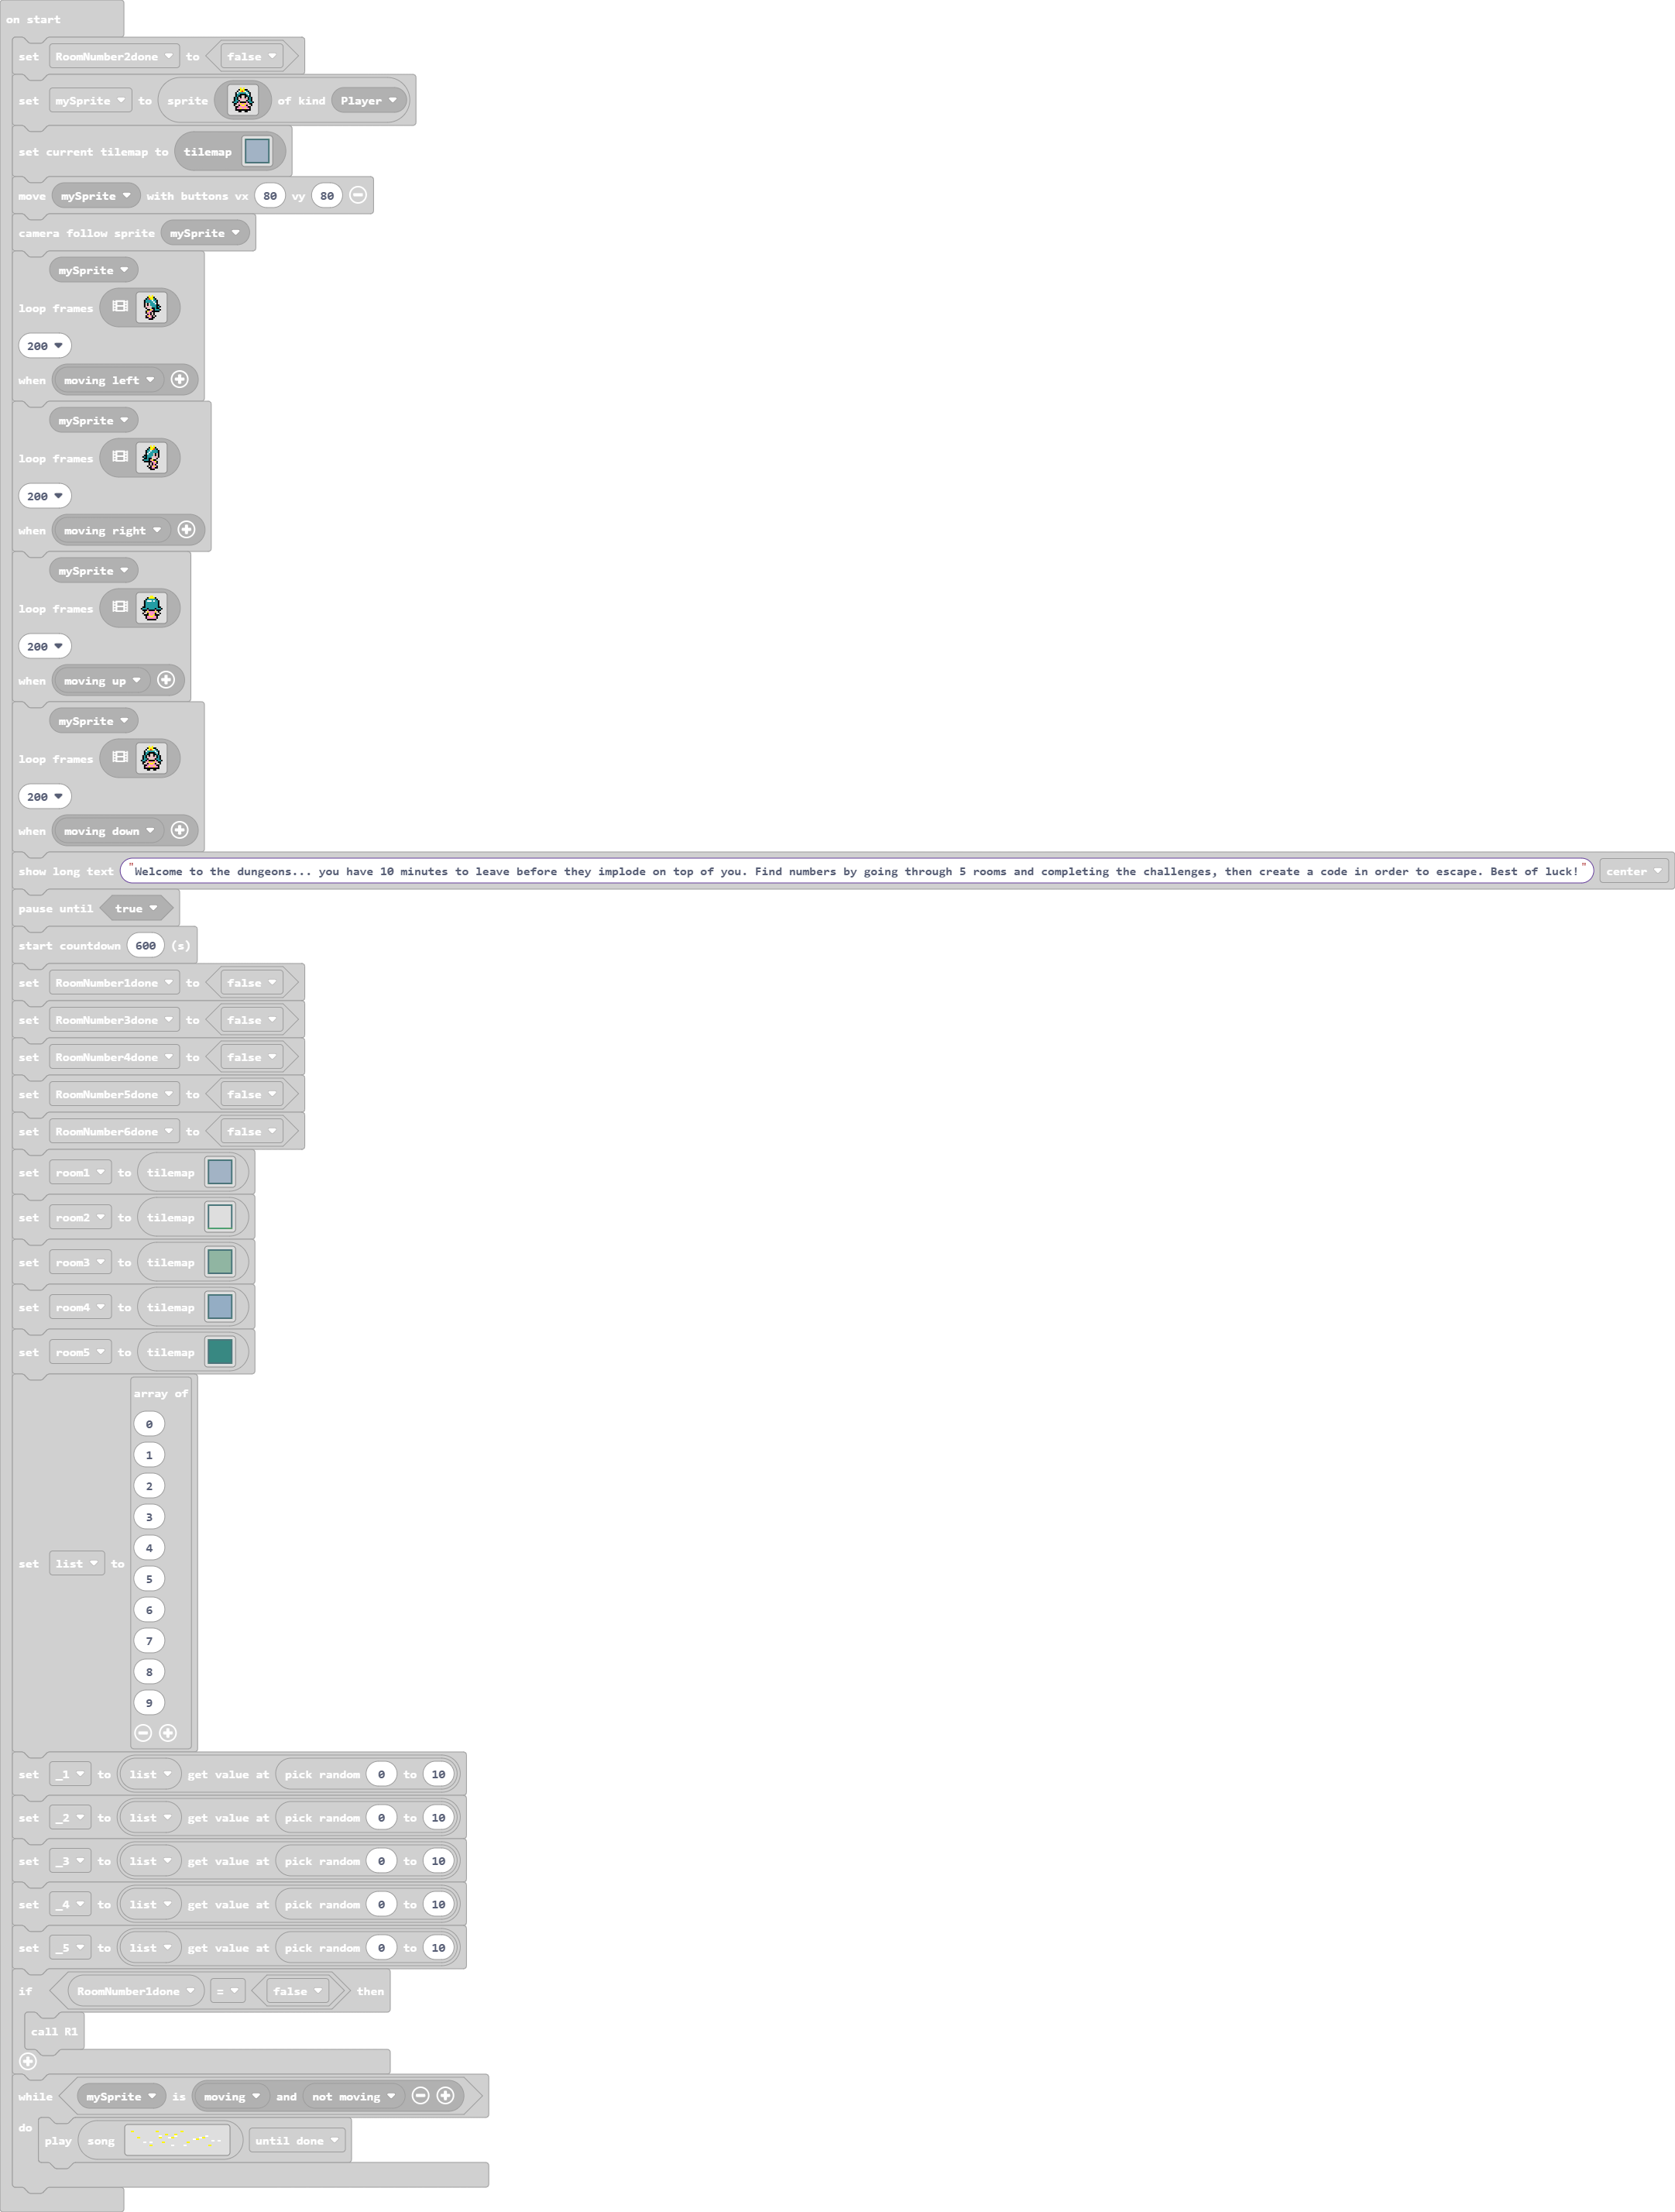 on start
set RoomNumber2done to false
set mySprite to sprite of kind Player
set current tilemap to tilemap
move mySprite with buttons vx 80 vy 80
camera follow sprite mySprite
mySprite
loop frames
200
when moving left
mySprite
loop frames
200
when moving right
mySprite
loop frames
200
when moving up
mySprite
loop frames
200
when moving down
show long text "Welcome to the dungeons... you have 10 minutes to leave before they implode on top of you. Find numbers by going through 5 rooms and completing the challenges, then create a code in order to escape. Best of luck!" center
pause until true
start countdown 600 (s)
set RoomNumber1done to false
set RoomNumber3done to false
set RoomNumber4done to false
set RoomNumber5done to false
set RoomNumber6done to false
set room1 to tilemap
set room2 to tilemap
set room3 to tilemap
set room4 to tilemap
set room5 to tilemap
array of
0
1
2
3
4
set list to
5
6
7
8
9
set _1 to list get value at pick random 0 to 10
set _2 to list get value at pick random 0 to 10
set _3 to list get value at pick random 0 to 10
set _4 to list get value at pick random 0 to 10
set _5 to list get value at pick random 0 to 10
if RoomNumber1done = false then
call R1
while mySprite is moving and not moving
do
play song until done